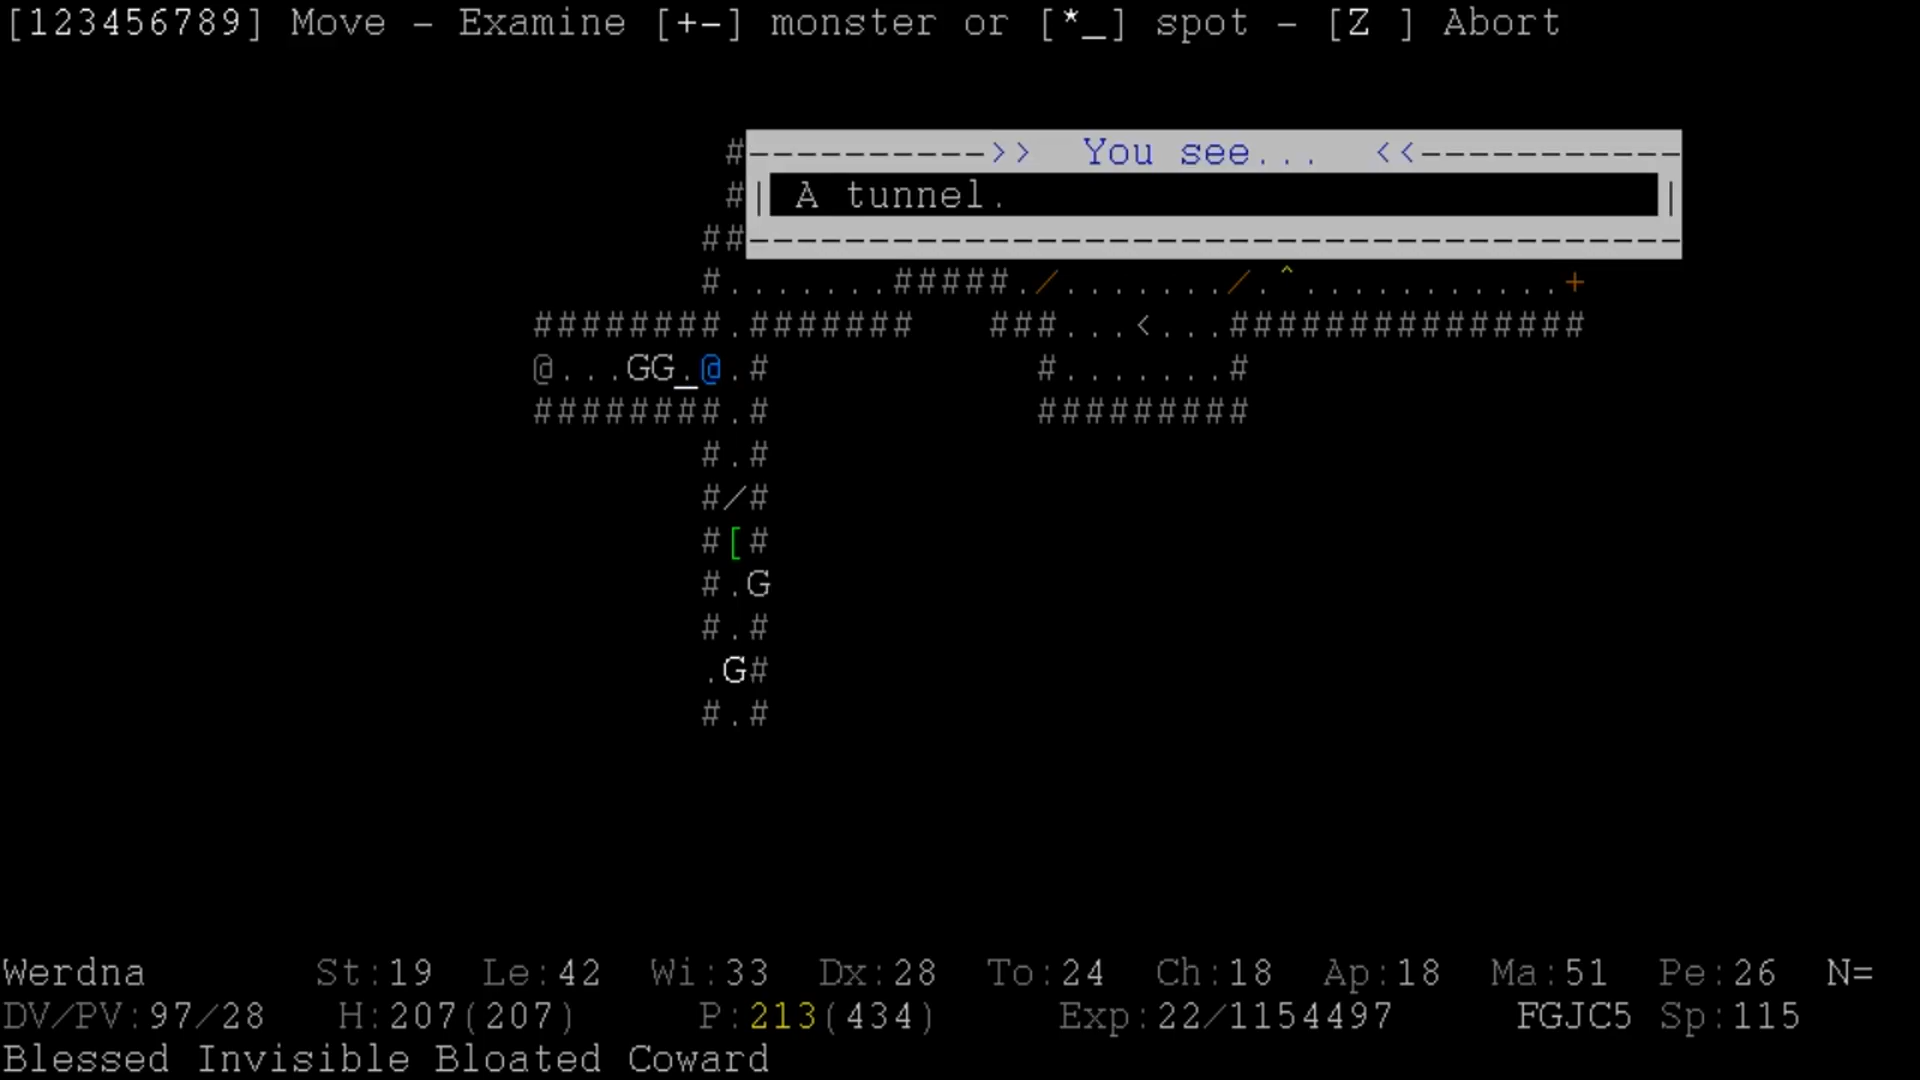 [123456789] Move - Examine [+-] monster or [*_] spot - [Z ] Abort
#---------->>  You see...  <<-----------
#| A tunnel. |
##---------------------------------------
#.......#####./......./.^...........+
########.#######   ###...<...###############
@...GG_.@.#           #.......#
########.#            #########
#.#
#/#
#[#
#.G
#.#
.G#
#.#
Werdna       St:19  Le:42  Wi:33  Dx:28  To:24  Ch:18  Ap:18  Ma:51  Pe:26  N=
DV/PV:97/28   H:207(207)     P:213(434)     Exp:22/1154497     FGJC5 Sp:115
Blessed Invisible Bloated Coward